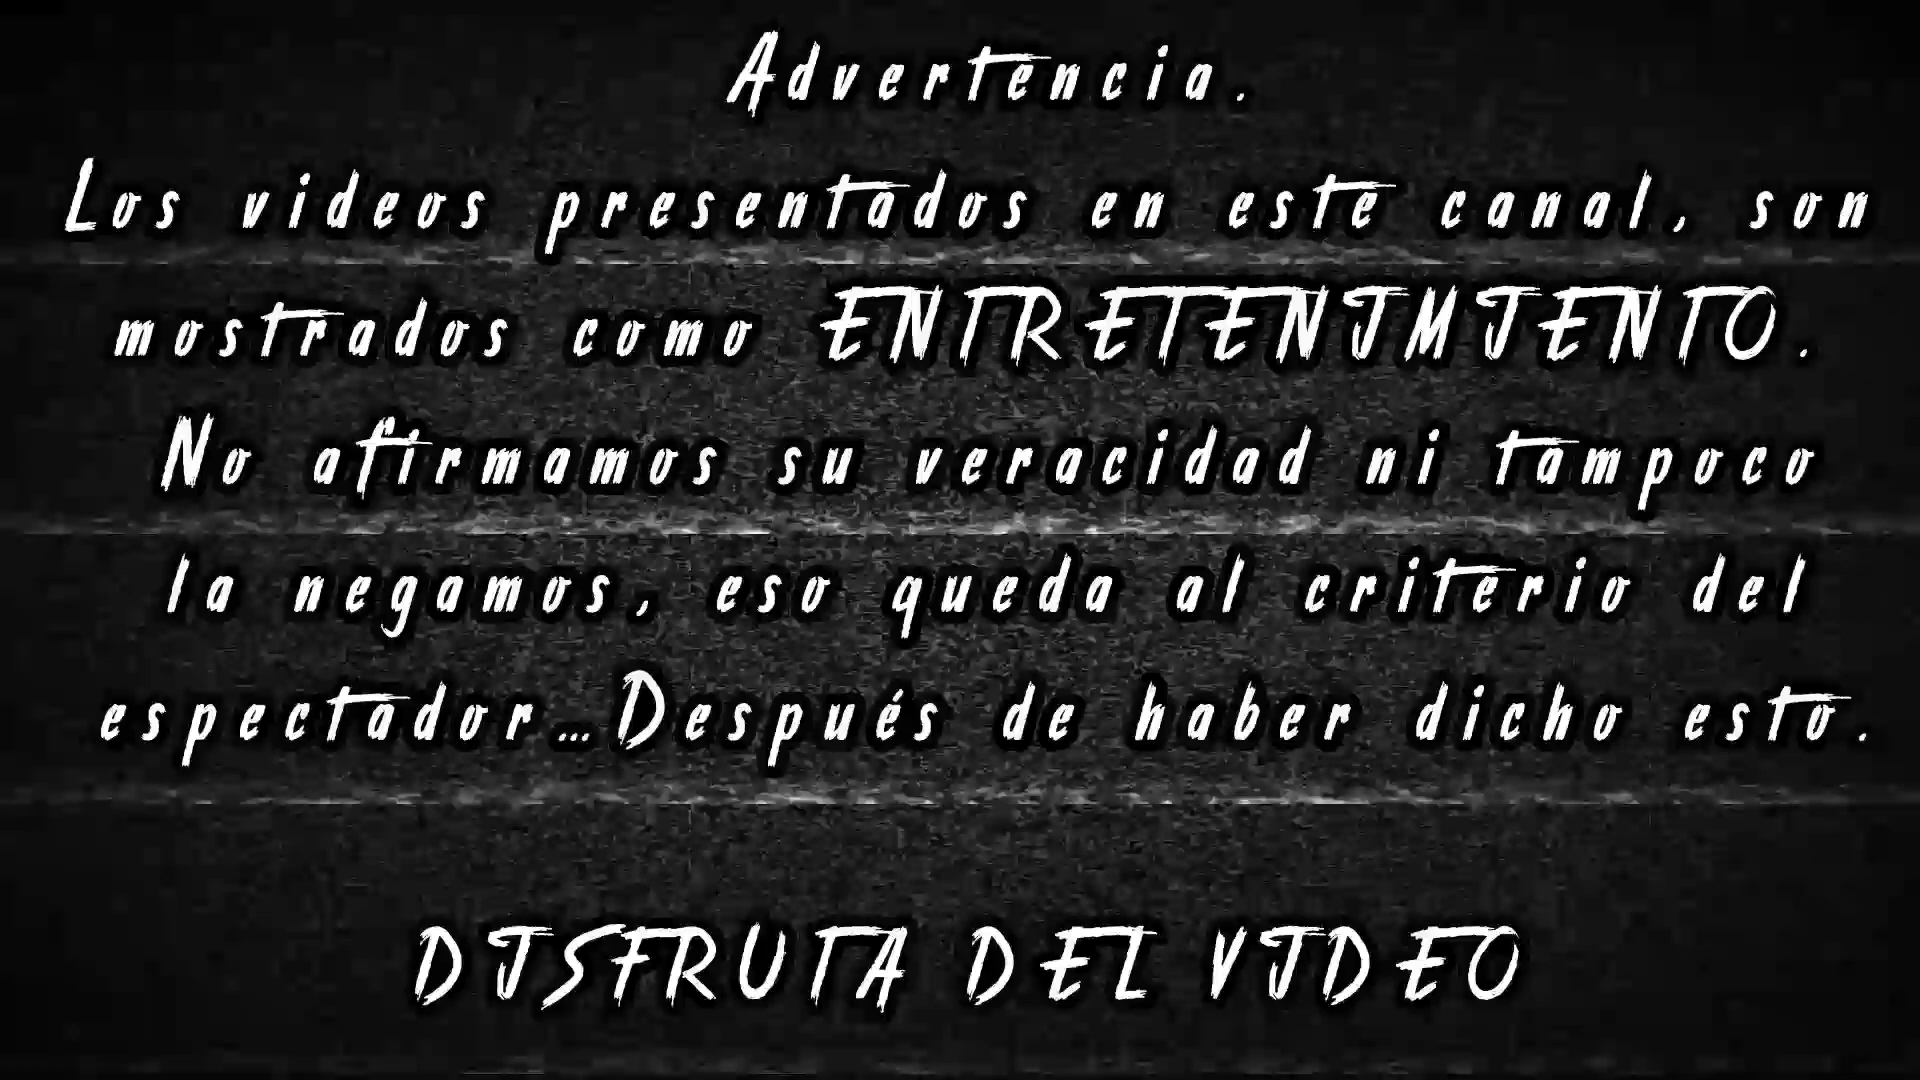 Advertencia.
Los videos presentados en este canal, son
mostrados como ENTRETENIMIENTO.
No afirmamos su veracidad ni tampoco
la negamos, eso queda al criterio del
espectador...Después de haber dicho esto.
DISFRUTA DEL VIDEO